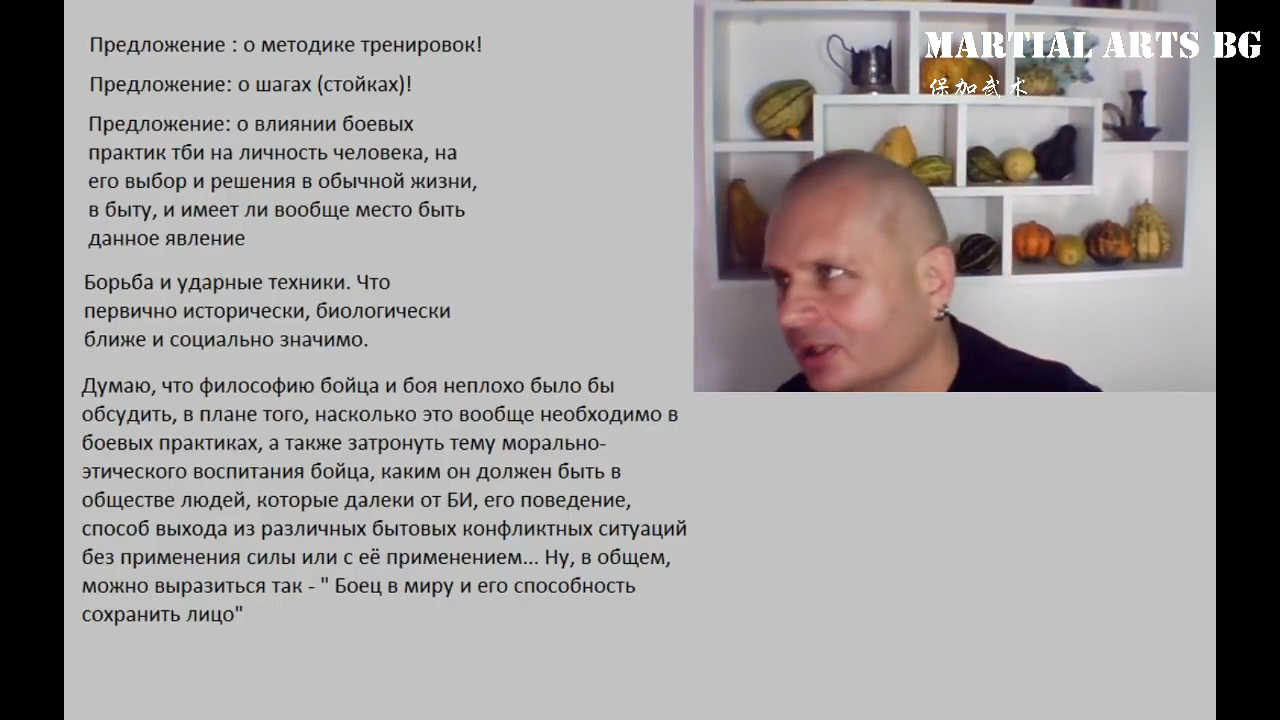 Предложение : о методике тренировок!
Предложение: о шагах (стойках)!
Предложение: о влиянии боевых
практик тби на личность человека, на
его выбор и решения в обычной жизни,
в быту, и имеет ли вообще место быть
данное явление
Борьба и ударные техники. Что
первично исторически, биологически
ближе и социально значимо.
Думаю, что философию бойца и боя неплохо было бы
обсудить, в плане того, насколько это вообще необходимо в
боевых практиках, а также затронуть тему морально-
этического воспитания бойца, каким он должен быть в
обществе людей, которые далеки от БИ, его поведение,
способ выхода из различных бытовых конфликтных ситуаций
без применения силы или с её применением... Ну, в общем,
можно выразиться так - " Боец в миру и его способность
сохранить лицо"
MARTIAL ARTS BG
保加武术